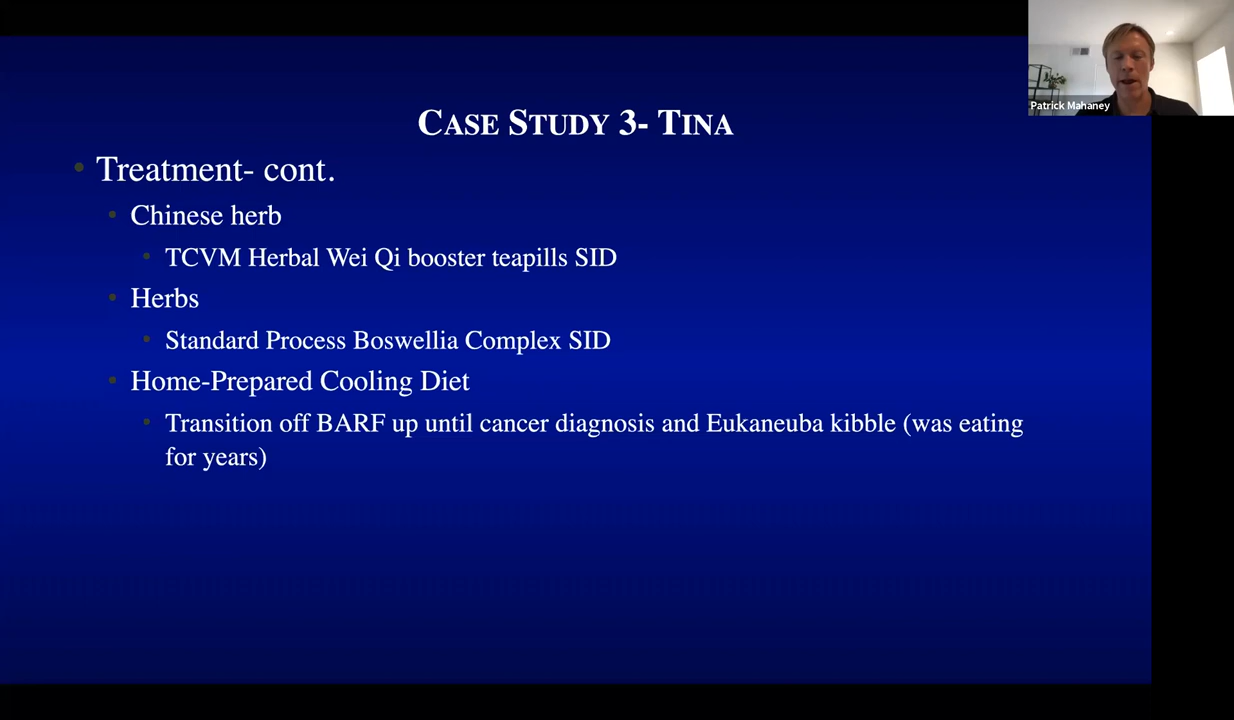 Patrick Mahaney
CASE STUDY 3- TINA
• Treatment- cont.
• Chinese herb
• TCVM Herbal Wei Qi booster teapills SID
• Herbs
• Standard Process Boswellia Complex SID
• Home-Prepared Cooling Diet
• Transition off BARF up until cancer diagnosis and Eukaneuba kibble (was eating
for years)